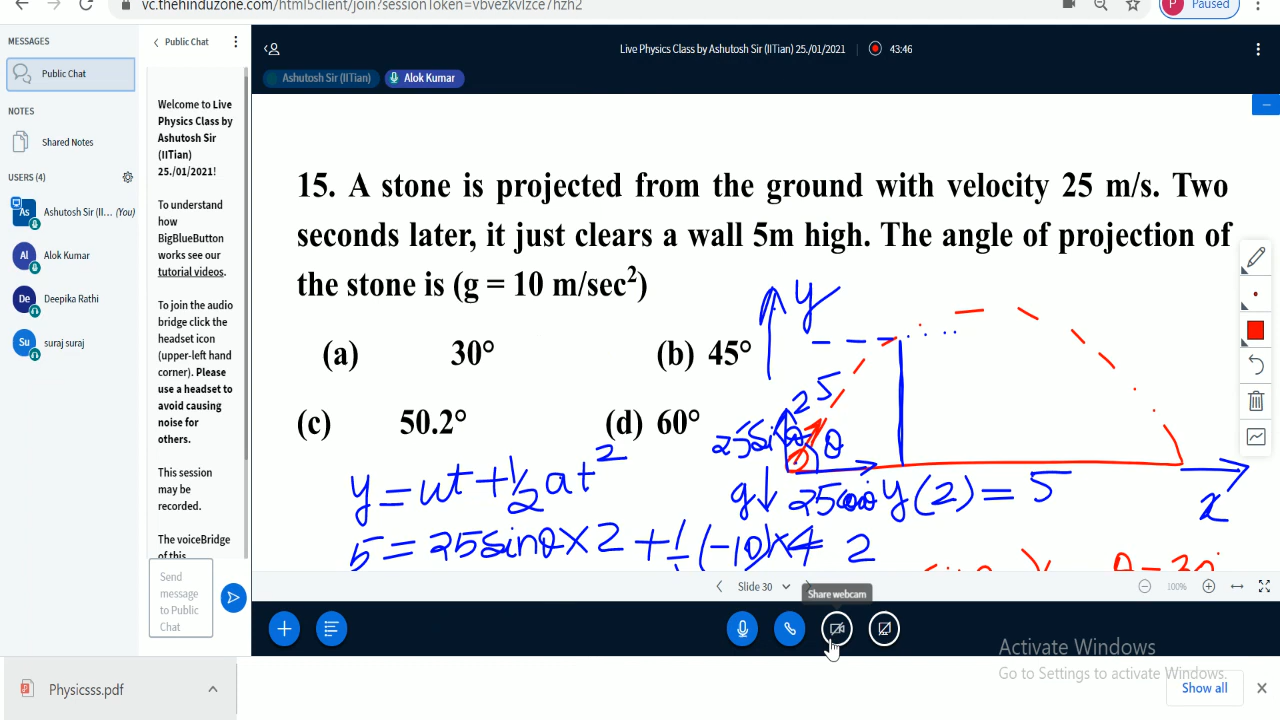 vc.thehinduzone.com/html5client/join?sessionToken=vbvezkvlzce7hzh2
Paused
MESSAGES
Public Chat
NOTES
Shared Notes
USERS (4)
As Ashutosh Sir (II... (You)
Al Alok Kumar
De Deepika Rathi
Su suraj suraj
Public Chat
Welcome to Live
Physics Class by
Ashutosh Sir
(IITian)
25./01/2021!
To understand
how
BigBlueButton
works see our
tutorial videos.
To join the audio
bridge click the
headset icon
(upper-left hand
corner). Please
use a headset to
avoid causing
noise for
others.
This session
may be
recorded.
The voiceBridge
of this
Send
message
to Public
Chat
Live Physics Class by Ashutosh Sir (IITian) 25./01/2021
43:46
Ashutosh Sir (IITian)
Alok Kumar
15. A stone is projected from the ground with velocity 25 m/s. Two
seconds later, it just clears a wall 5m high. The angle of projection of
the stone is (g = 10 m/sec²)
(a) 30°
(b) 45°
(c) 50.2°
(d) 60°
y
25
25sinθ
θ
g↓
25cosθ
x
y(2) = 5
y = ut + ½ at²
5 = 25sinθ × 2 + ½ (-10) × 4
Slide 30
Share webcam
100%
Activate Windows
Go to Settings to activate Windows.
Physicsss.pdf
Show all